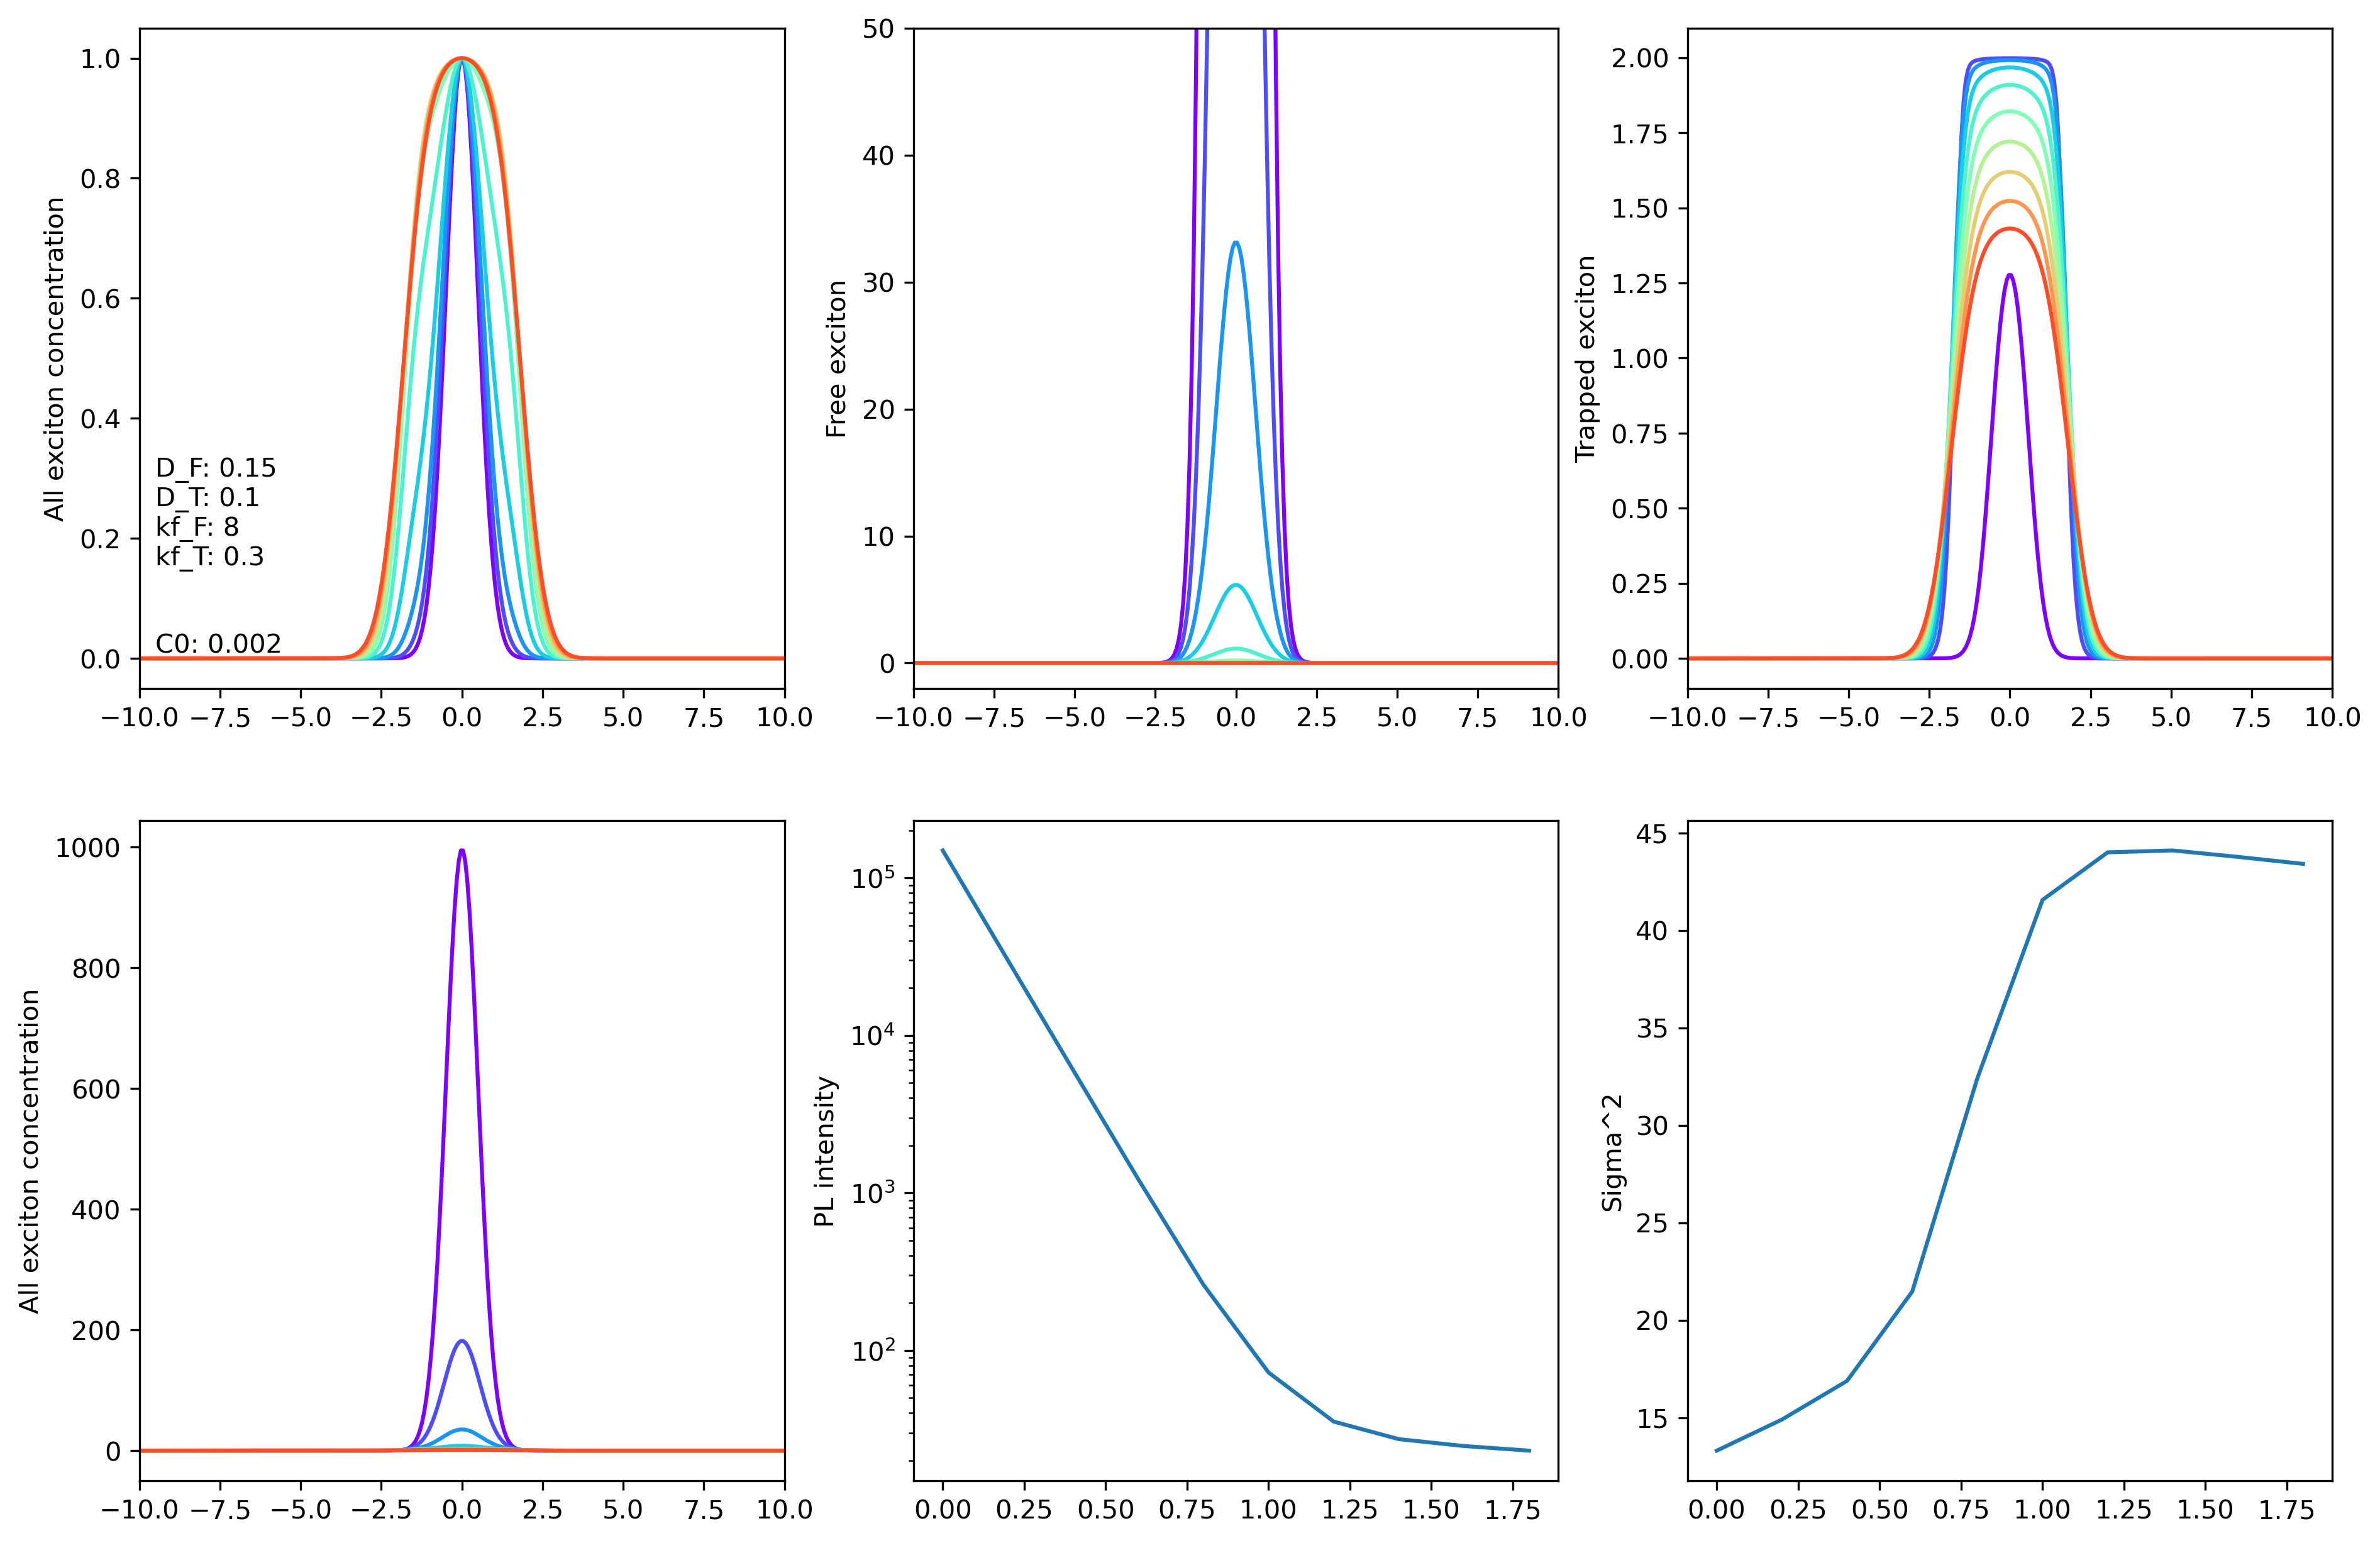 All exciton concentration
1.0
0.8
0.6
0.4
0.2
0.0
D_F: 0.15
D_T: 0.1
kf_F: 8
kf_T: 0.3
C0: 0.002
−10.0 −7.5 −5.0 −2.5 0.0 2.5 5.0 7.5 10.0
Free exciton
50
40
30
20
10
0
−10.0 −7.5 −5.0 −2.5 0.0 2.5 5.0 7.5 10.0
Trapped exciton
2.00
1.75
1.50
1.25
1.00
0.75
0.50
0.25
0.00
−10.0 −7.5 −5.0 −2.5 0.0 2.5 5.0 7.5 10.0
All exciton concentration
1000
800
600
400
200
0
−10.0 −7.5 −5.0 −2.5 0.0 2.5 5.0 7.5 10.0
PL intensity
10⁵
10⁴
10³
10²
0.00 0.25 0.50 0.75 1.00 1.25 1.50 1.75
Sigma^2
45
40
35
30
25
20
15
0.00 0.25 0.50 0.75 1.00 1.25 1.50 1.75